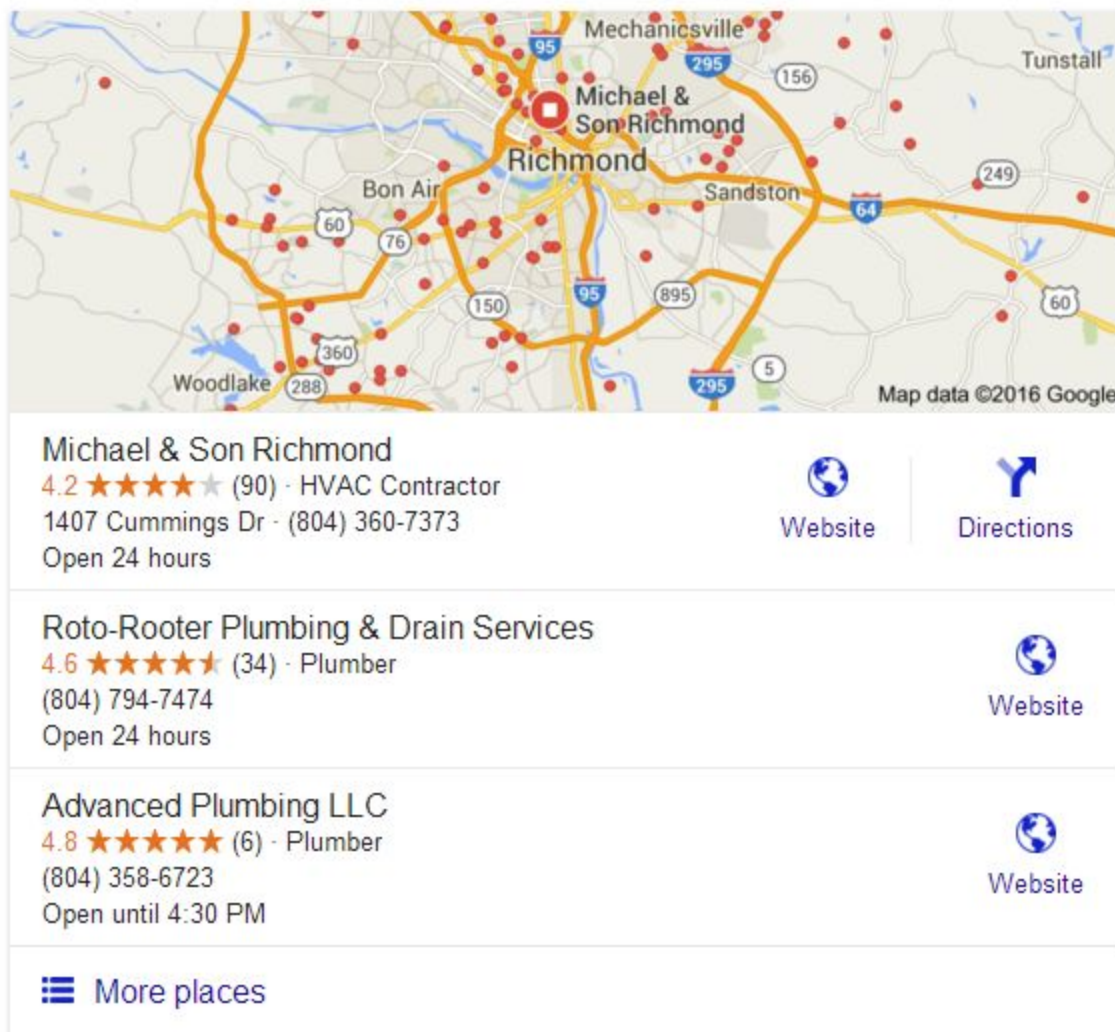 Mechanicsville
95
295
Tunstall
156
Michael &
Son Richmond
Richmond
249
Bon Air
Sandston
64
60
76
95
895
150
60
360
5
Woodlake
288
295
Map data ©2016 Google
Michael & Son Richmond
4.2 ★★★★★ (90) · HVAC Contractor
1407 Cummings Dr · (804) 360-7373
Open 24 hours
Website
Directions
Roto-Rooter Plumbing & Drain Services
4.6 ★★★★★ (34) · Plumber
(804) 794-7474
Open 24 hours
Website
Advanced Plumbing LLC
4.8 ★★★★★ (6) · Plumber
(804) 358-6723
Open until 4:30 PM
Website
More places